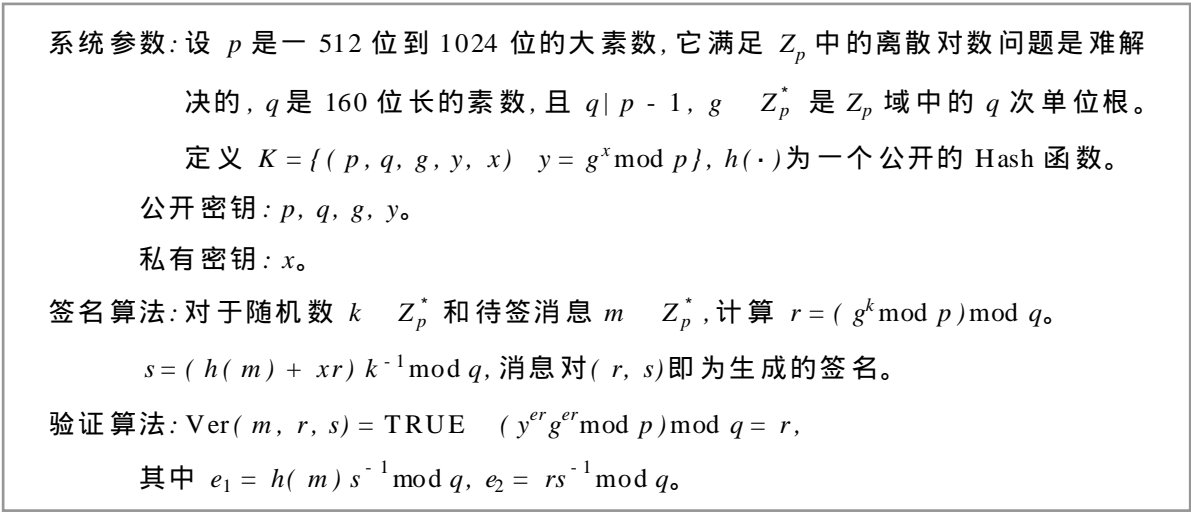 系统参数:设 p 是一 512 位到 1024 位的大素数,它满足 Z_p 中的离散对数问题是难解
决的, q 是 160 位长的素数,且 q| p - 1, g Z_p^* 是 Z_p 域中的 q 次单位根。
定义 K = {( p, q, g, y, x) y = g^x mod p}, h(·)为一个公开的 Hash 函数。
公开密钥: p, q, g, y。
私有密钥: x。
签名算法:对于随机数 k Z_p^* 和待签消息 m Z_p^* ,计算 r = ( g^k mod p)mod q。
s = ( h( m) + xr) k^{-1} mod q,消息对( r, s)即为生成的签名。
验证算法: Ver( m, r, s) = TRUE ( y^{er} g^{er} mod p)mod q = r,
其中 e_1 = h( m) s^{-1} mod q, e_2 = rs^{-1} mod q。